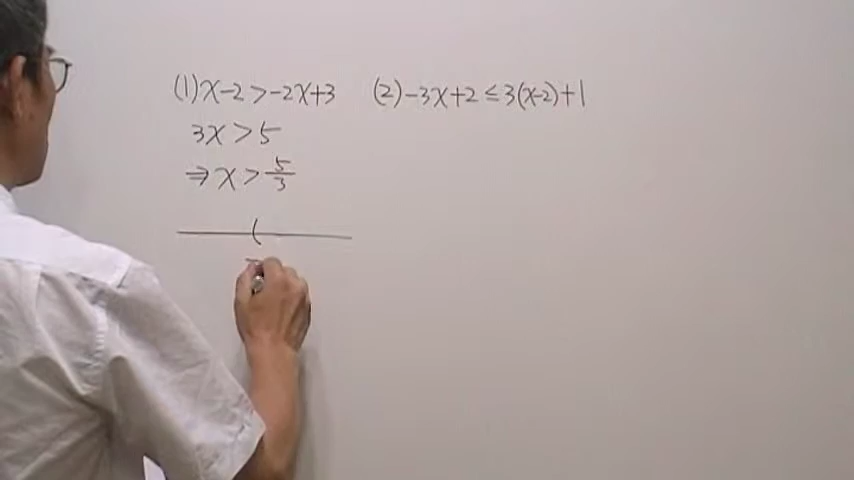 (1) x-2 > -2x+3
3x > 5
⇒ x > 5/3
(
(2) -3x+2 ≤ 3(x-2)+1